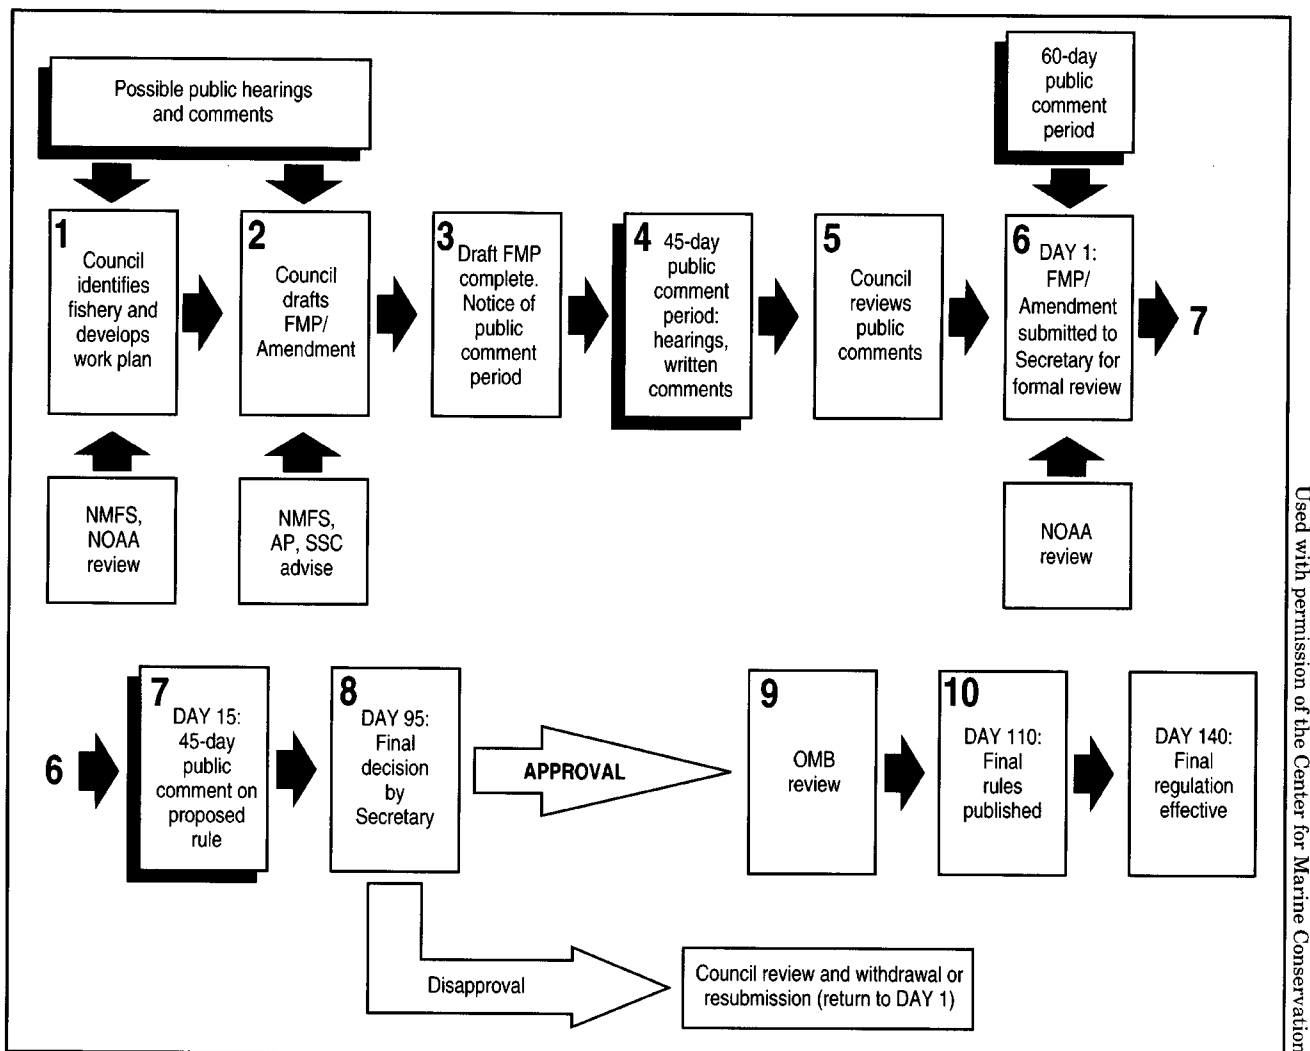 Possible public hearings
and comments
60-day
public
comment
period
1
Council
identifies
fishery and
develops
work plan
2
Council
drafts
FMP/
Amendment
3
Draft FMP
complete.
Notice of
public
comment
period
4
45-day
public
comment
period:
hearings,
written
comments
5
Council
reviews
public
comments
6
DAY 1:
FMP/
Amendment
submitted to
Secretary for
formal review
7
NMFS,
NOAA
review
NMFS,
AP, SSC
advise
NOAA
review
6
7
DAY 15:
45-day
public
comment on
proposed
rule
8
DAY 95:
Final
decision
by
Secretary
APPROVAL
9
OMB
review
10
DAY 110:
Final
rules
published
DAY 140:
Final
regulation
effective
Disapproval
Council review and withdrawal or
resubmission (return to DAY 1)
Used with permission of the Center for Marine Conservation